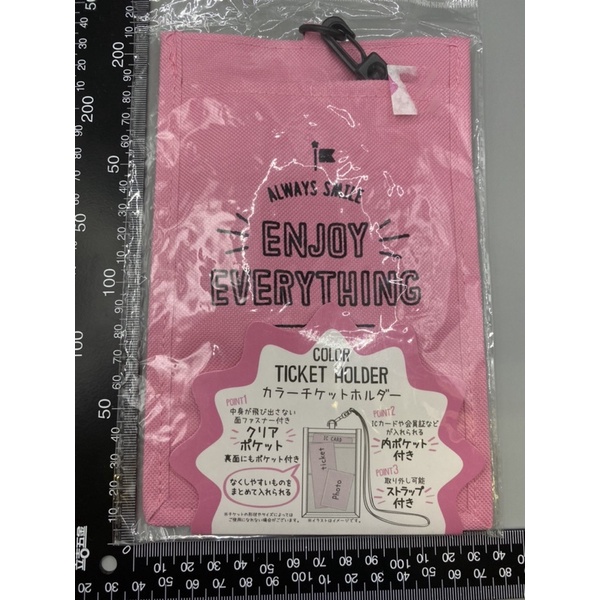 ALWAYS SMILE
ENJOY
EVERYTHING
COLOR
TICKET HOLDER
カラーチケットホルダー
POINT1
中身が飛び出さない
面ファスナー付き
クリア
ポケット
裏面にもポケット付き
なくしやすいものを
まとめて入れられる
POINT2
ICカードや会員証など
が入れられる
内ポケット
付き
POINT3
取り外し可能
ストラップ
付き
IC CARD
ticket
Photo